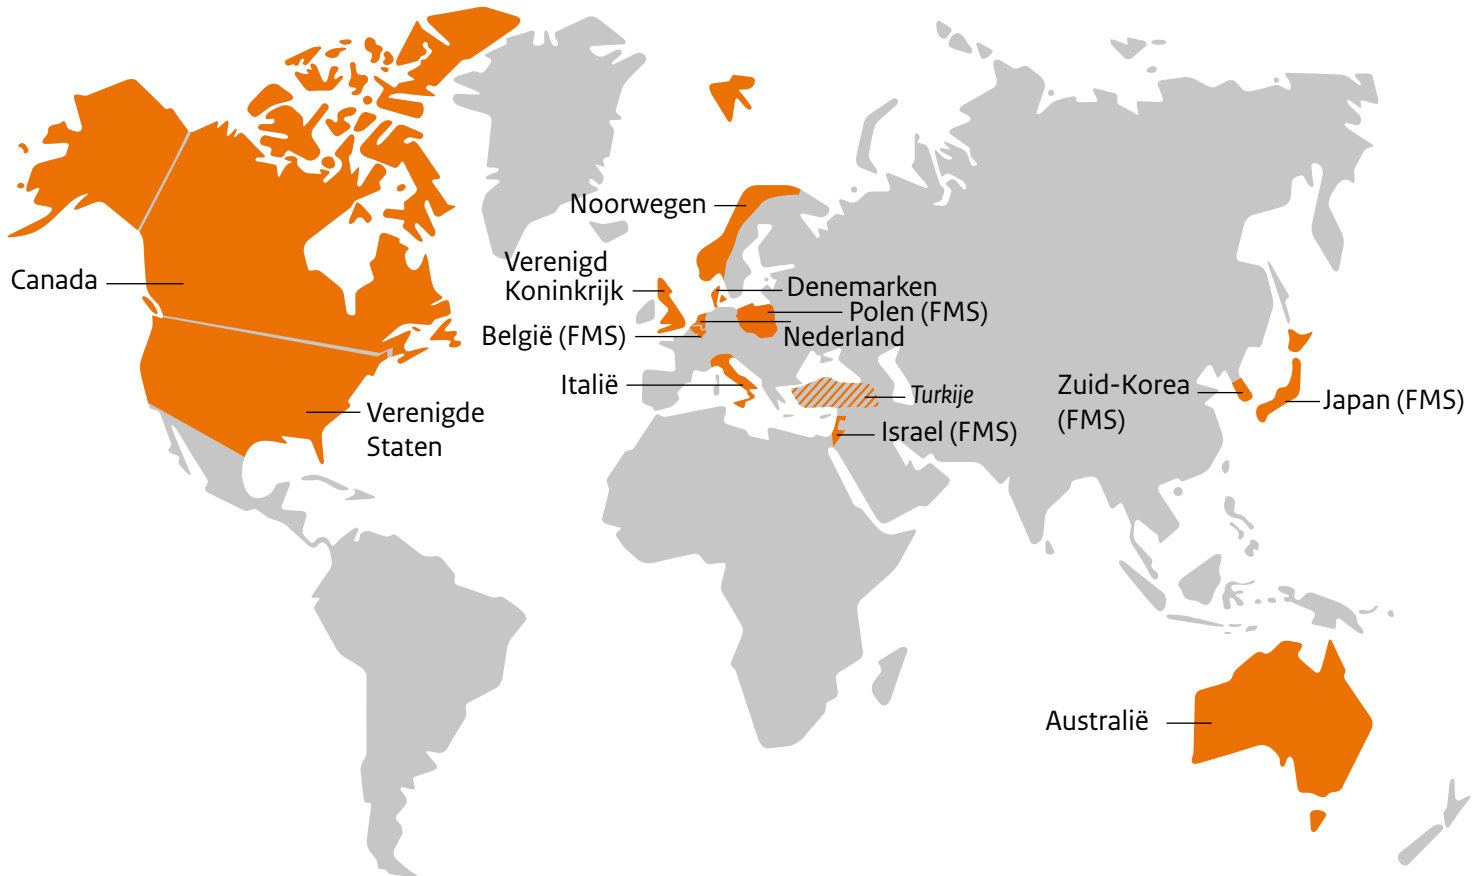 Noorwegen
Verenigd
Koninkrijk
Canada
Denemarken
Polen (FMS)
België (FMS)
Nederland
Italië
Turkije
Zuid-Korea
(FMS)
Japan (FMS)
Verenigde
Staten
Israel (FMS)
Australië